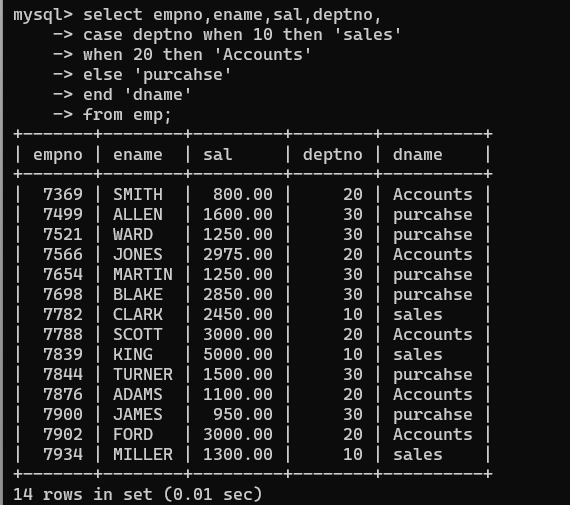 mysql> select empno,ename,sal,deptno,
    -> case deptno when 10 then 'sales'
    -> when 20 then 'Accounts'
    -> else 'purcahse'
    -> end 'dname'
    -> from emp;
+-------+--------+---------+--------+----------+
| empno | ename  | sal     | deptno | dname    |
+-------+--------+---------+--------+----------+
|  7369 | SMITH  |  800.00 |     20 | Accounts |
|  7499 | ALLEN  | 1600.00 |     30 | purcahse |
|  7521 | WARD   | 1250.00 |     30 | purcahse |
|  7566 | JONES  | 2975.00 |     20 | Accounts |
|  7654 | MARTIN | 1250.00 |     30 | purcahse |
|  7698 | BLAKE  | 2850.00 |     30 | purcahse |
|  7782 | CLARK  | 2450.00 |     10 | sales    |
|  7788 | SCOTT  | 3000.00 |     20 | Accounts |
|  7839 | KING   | 5000.00 |     10 | sales    |
|  7844 | TURNER | 1500.00 |     30 | purcahse |
|  7876 | ADAMS  | 1100.00 |     20 | Accounts |
|  7900 | JAMES  |  950.00 |     30 | purcahse |
|  7902 | FORD   | 3000.00 |     20 | Accounts |
|  7934 | MILLER | 1300.00 |     10 | sales    |
+-------+--------+---------+--------+----------+
14 rows in set (0.01 sec)